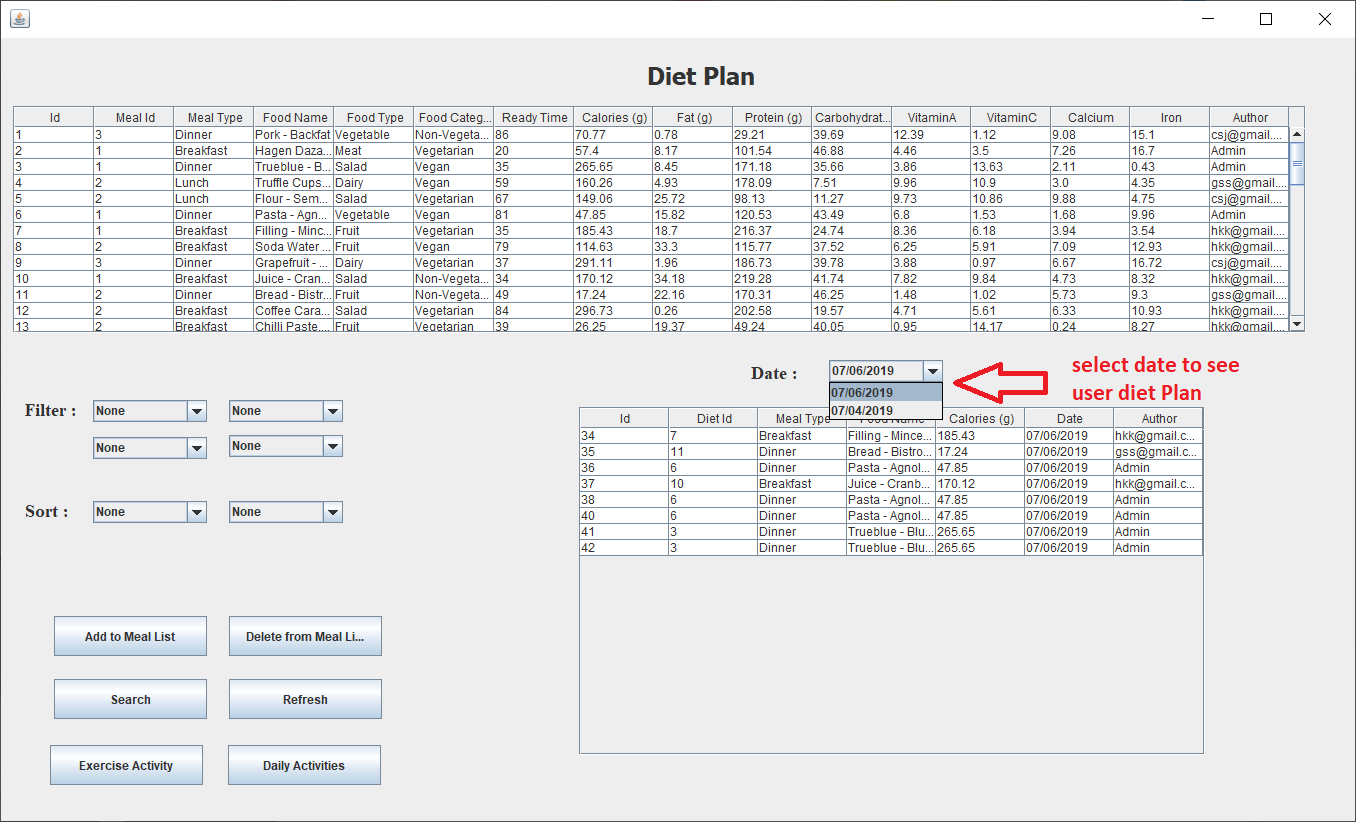 Diet Plan
Id Meal Id Meal Type Food Name Food Type Food Categ... Ready Time Calories (g) Fat (g) Protein (g) Carbohydrat... VitaminA VitaminC Calcium Iron Author
1 3 Dinner Pork - Backfat Vegetable Non-Vegeta... 86 70.77 0.78 29.21 39.69 12.39 1.12 9.08 15.1 csj@gmail....
2 1 Breakfast Hagen Daza... Meat Vegetarian 20 57.4 8.17 101.54 46.88 4.46 3.5 7.26 16.7 Admin
3 1 Dinner Trueblue - B... Salad Vegan 35 265.65 8.45 171.18 35.66 3.86 13.63 2.11 0.43 Admin
4 2 Lunch Truffle Cups... Dairy Vegan 59 160.26 4.93 178.09 7.51 9.96 10.9 3.0 4.35 gss@gmail....
5 2 Lunch Flour - Sem... Salad Vegetarian 67 149.06 25.72 98.13 11.27 9.73 10.86 9.88 4.75 csj@gmail....
6 1 Dinner Pasta - Agn... Vegetable Vegan 81 47.85 15.82 120.53 43.49 6.8 1.53 1.68 9.96 Admin
7 1 Breakfast Filling - Minc... Fruit Vegetarian 35 185.43 18.7 216.37 24.74 8.36 6.18 3.94 3.54 hkk@gmail....
8 2 Breakfast Soda Water ... Fruit Vegan 79 114.63 33.3 115.77 37.52 6.25 5.91 7.09 12.93 hkk@gmail....
9 3 Dinner Grapefruit - ... Dairy Vegetarian 37 291.11 1.96 186.73 39.78 3.88 0.97 6.67 16.72 csj@gmail....
10 1 Breakfast Juice - Cran... Salad Non-Vegeta... 34 170.12 34.18 219.28 41.74 7.82 9.84 4.73 8.32 hkk@gmail....
11 2 Dinner Bread - Bistr... Fruit Non-Vegeta... 49 17.24 22.16 170.31 46.25 1.48 1.02 5.73 9.3 gss@gmail....
12 2 Breakfast Coffee Cara... Salad Vegetarian 84 296.73 0.26 202.58 19.57 4.71 5.61 6.33 10.93 hkk@gmail....
13 2 Breakfast Chilli Paste... Fruit Vegetarian 39 26.25 19.37 49.24 40.05 0.95 14.17 0.24 8.27 hkk@gmail....
Date : 07/06/2019
07/06/2019
07/04/2019
select date to see
user diet Plan
Filter : None None
None None
Sort : None None
Id Diet Id Meal Type Food Name Calories (g) Date Author
34 7 Breakfast Filling - Mince... 185.43 07/06/2019 hkk@gmail.c...
35 11 Dinner Bread - Bistro... 17.24 07/06/2019 gss@gmail.c...
36 6 Dinner Pasta - Agnol... 47.85 07/06/2019 Admin
37 10 Breakfast Juice - Cranb... 170.12 07/06/2019 hkk@gmail.c...
38 6 Dinner Pasta - Agnol... 47.85 07/06/2019 Admin
40 6 Dinner Pasta - Agnol... 47.85 07/06/2019 Admin
41 3 Dinner Trueblue - Blu... 265.65 07/06/2019 Admin
42 3 Dinner Trueblue - Blu... 265.65 07/06/2019 Admin
Add to Meal List Delete from Meal Li...
Search Refresh
Exercise Activity Daily Activities